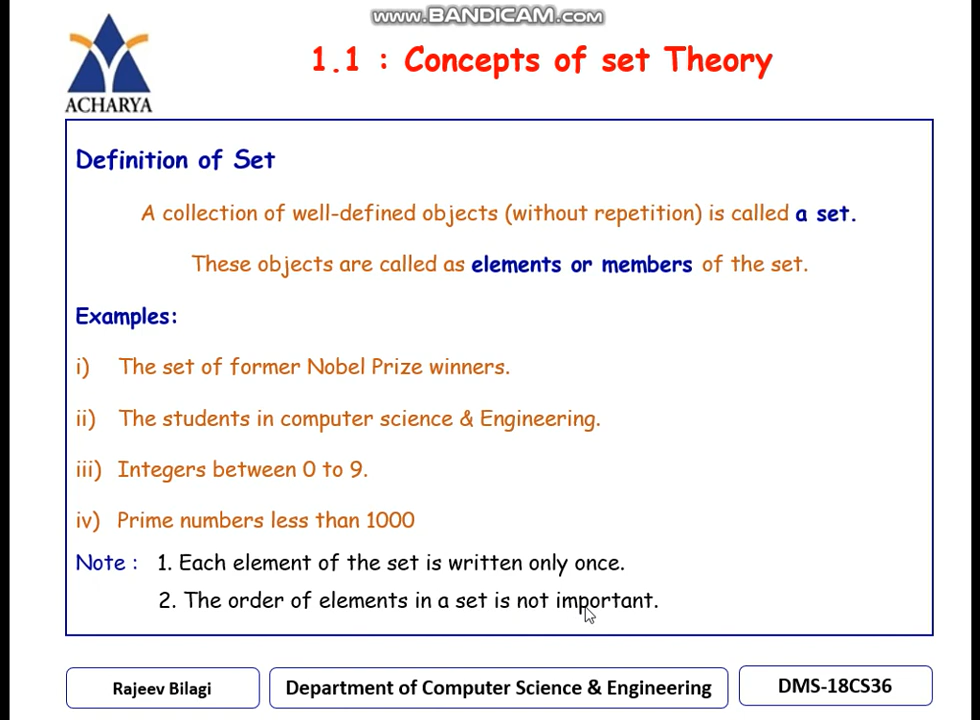 www.BANDICAM.com
ACHARYA
1.1 : Concepts of set Theory
Definition of Set
A collection of well-defined objects (without repetition) is called a set.
These objects are called as elements or members of the set.
Examples:
i) The set of former Nobel Prize winners.
ii) The students in computer science & Engineering.
iii) Integers between 0 to 9.
iv) Prime numbers less than 1000
Note : 1. Each element of the set is written only once.
2. The order of elements in a set is not important.
Rajeev Bilagi
Department of Computer Science & Engineering
DMS-18CS36